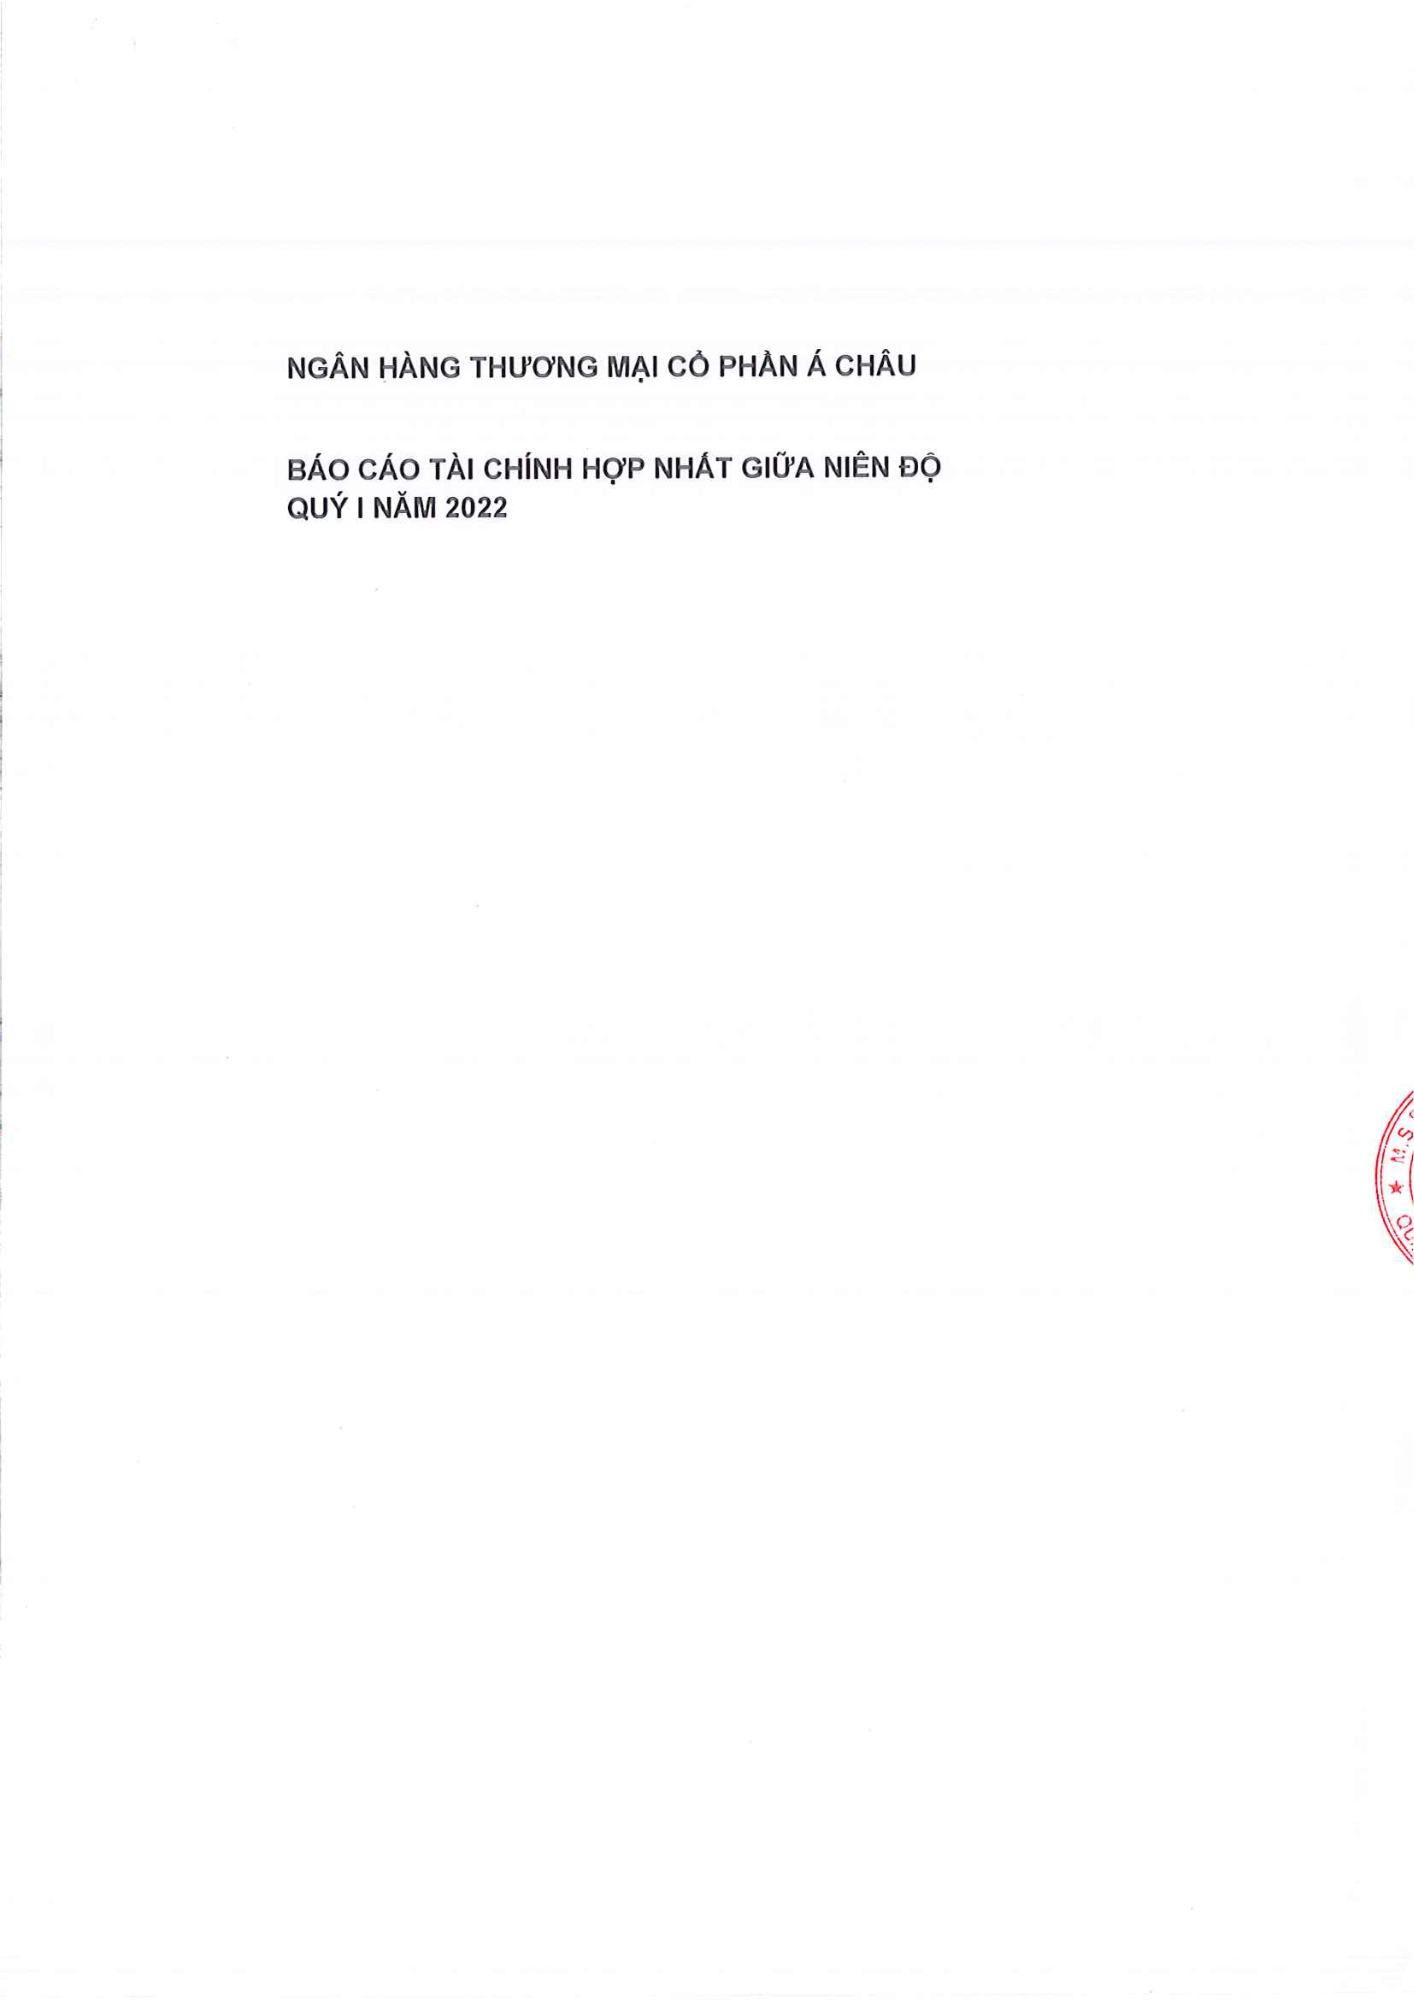 NGÂN HÀNG THƯƠNG MẠI CỔ PHẦN Á CHÂU
BÁO CÁO TÀI CHÍNH HỢP NHẤT GIỮA NIÊN ĐỘ
QUÝ I NĂM 2022
★ M.S